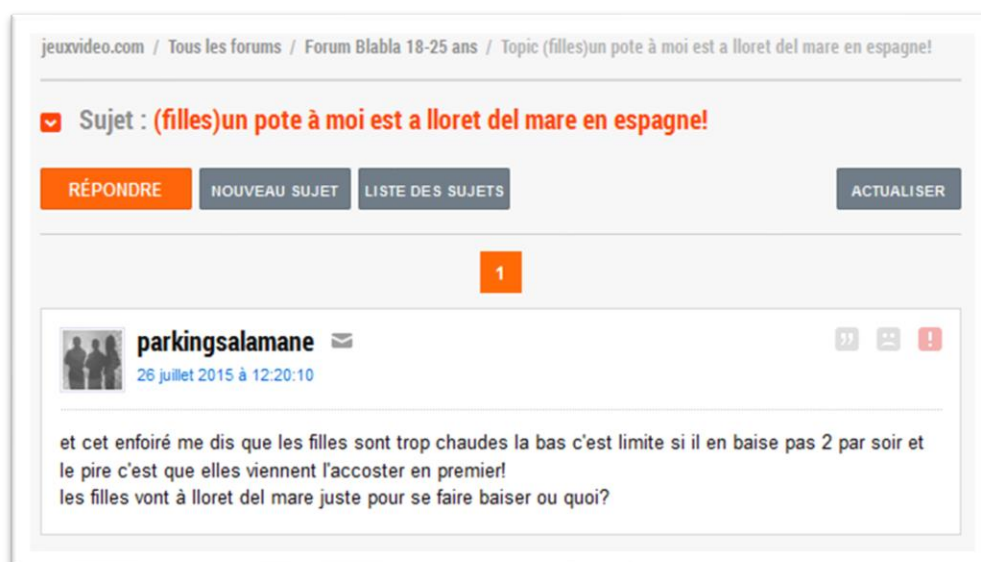 jeuxvideo.com / Tous les forums / Forum Blabla 18-25 ans / Topic (filles)un pote à moi est a lloret del mare en espagne!
Sujet : (filles)un pote à moi est a lloret del mare en espagne!
RÉPONDRE NOUVEAU SUJET LISTE DES SUJETS ACTUALISER
1
parkingsalamane
26 juillet 2015 à 12:20:10
et cet enfoiré me dis que les filles sont trop chaudes la bas c'est limite si il en baise pas 2 par soir et
le pire c'est que elles viennent l'accoster en premier!
les filles vont à lloret del mare juste pour se faire baiser ou quoi?